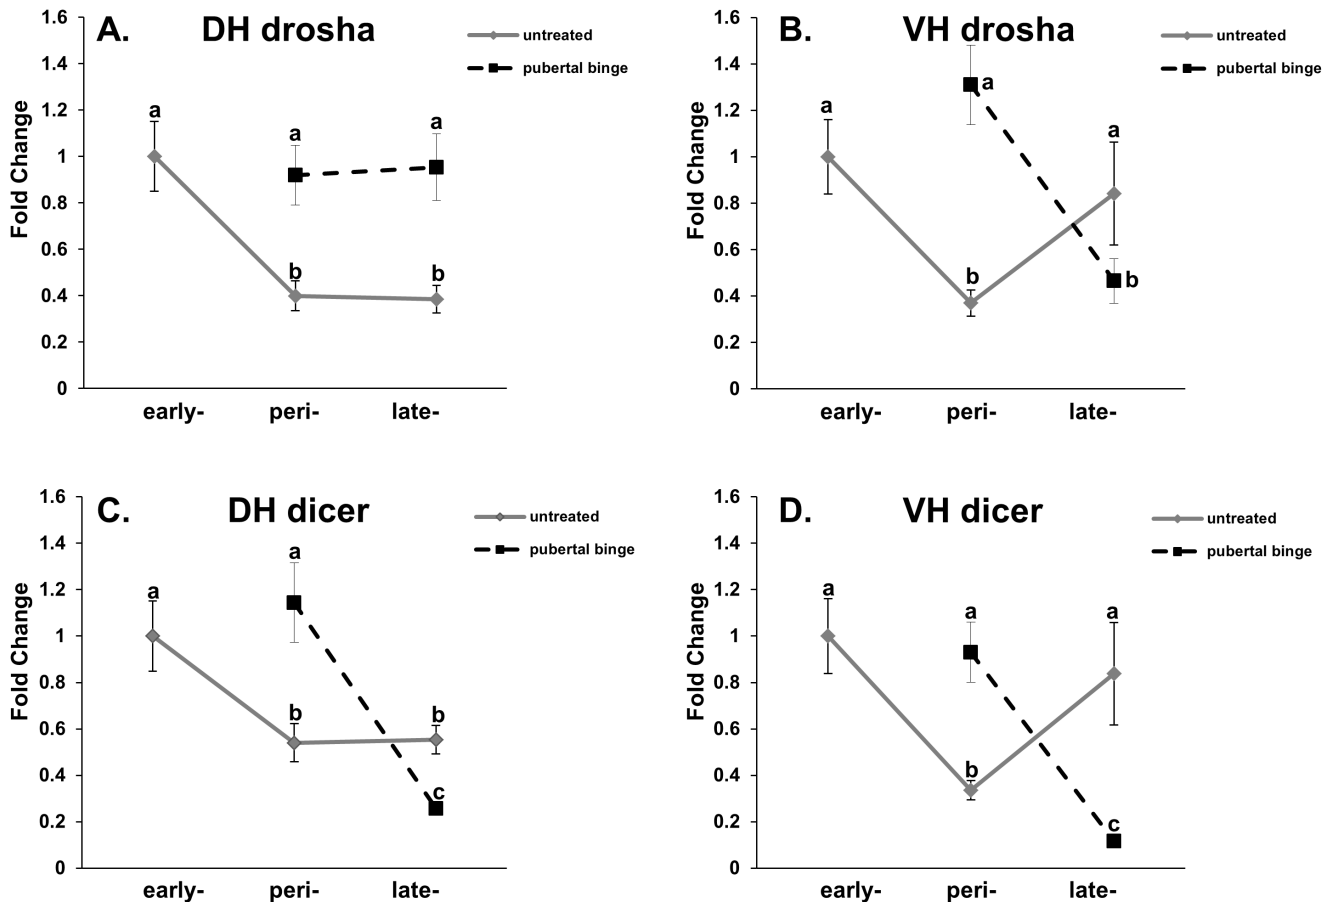 A. DH drosha
untreated
pubertal binge
Fold Change
1.6
1.4
1.2
1
0.8
0.6
0.4
0.2
0
a
a
a
b
b
early- peri- late-
B. VH drosha
untreated
pubertal binge
Fold Change
1.6
1.4
1.2
1
0.8
0.6
0.4
0.2
0
a
a
a
b
b
early- peri- late-
C. DH dicer
untreated
pubertal binge
Fold Change
1.6
1.4
1.2
1
0.8
0.6
0.4
0.2
0
a
a
b
b
c
early- peri- late-
D. VH dicer
untreated
pubertal binge
Fold Change
1.6
1.4
1.2
1
0.8
0.6
0.4
0.2
0
a
a
a
b
c
early- peri- late-